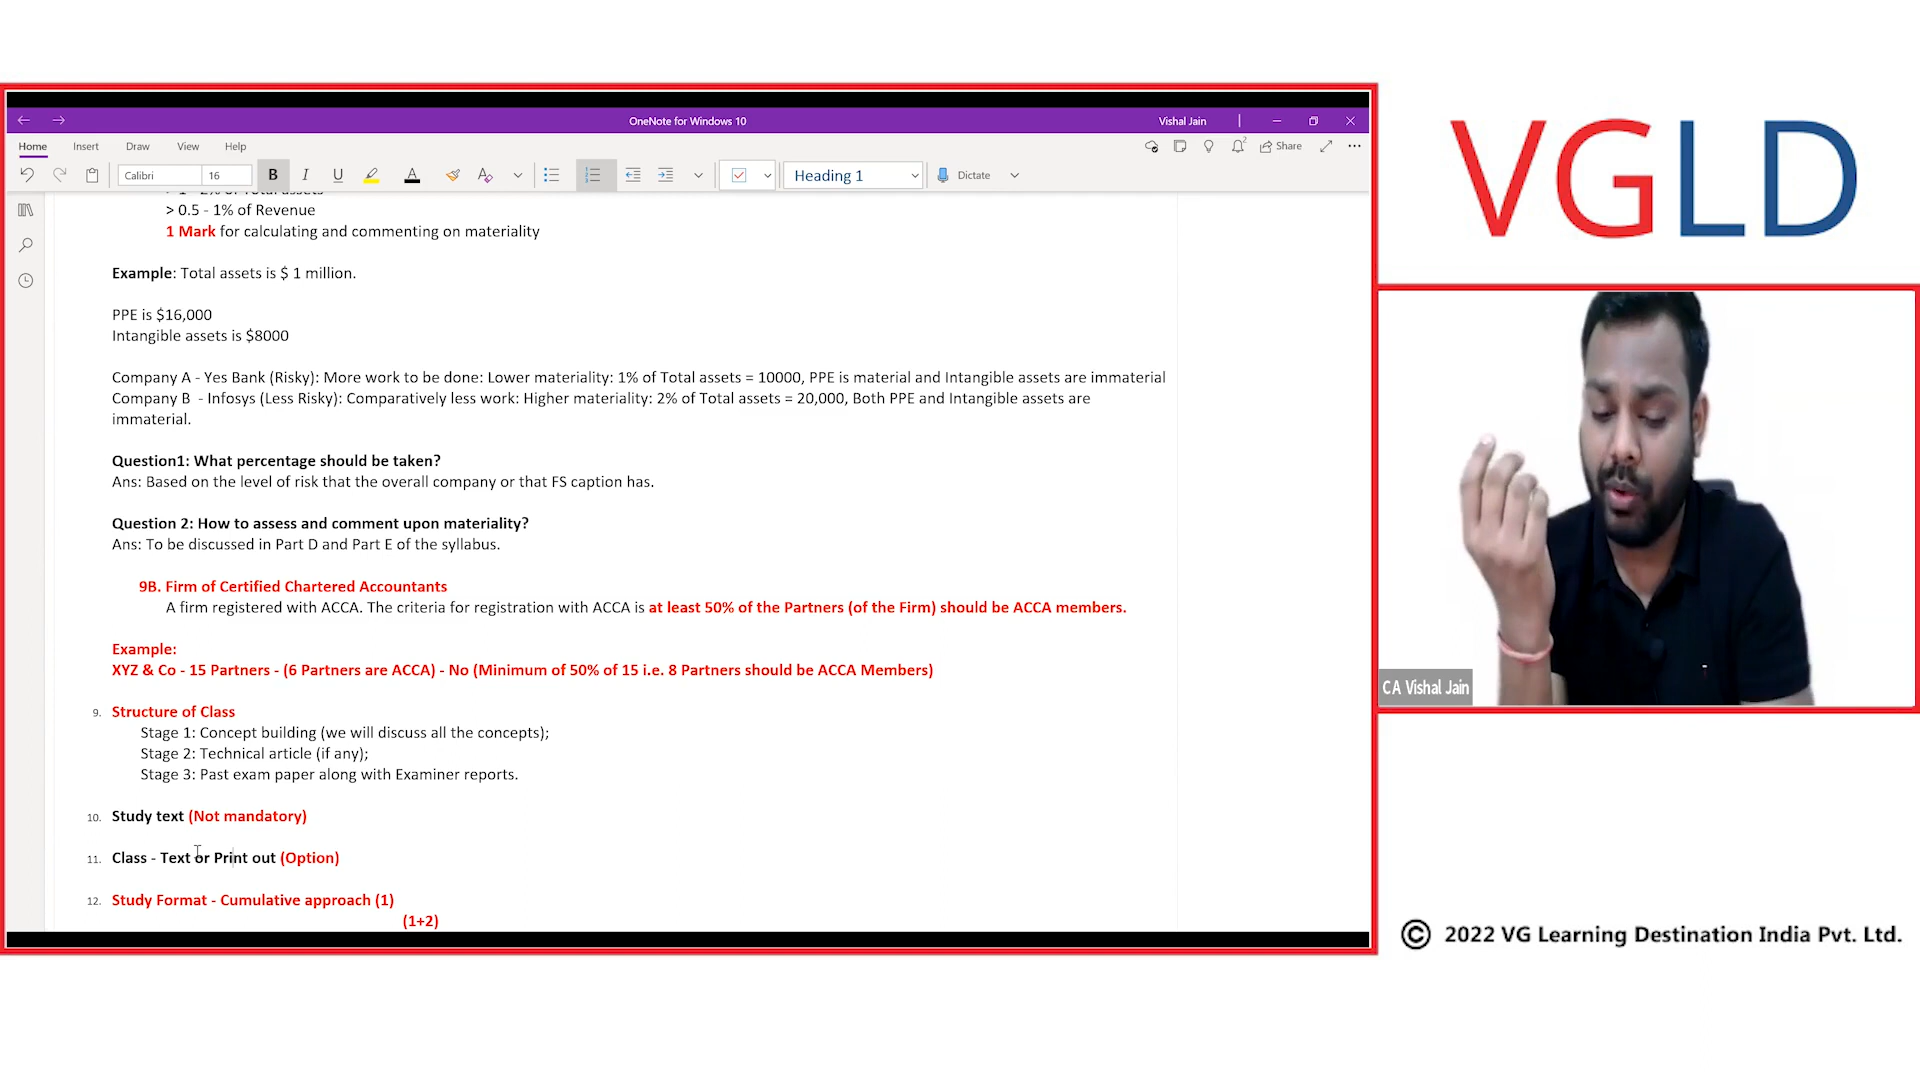 OneNote for Windows 10
Vishal Jain
Home Insert Draw View Help
Share
Calibri 16 B I U
Heading 1
Dictate
> 1 - 2% of Total assets
> 0.5 - 1% of Revenue
1 Mark for calculating and commenting on materiality
Example: Total assets is $ 1 million.
PPE is $16,000
Intangible assets is $8000
Company A - Yes Bank (Risky): More work to be done: Lower materiality: 1% of Total assets = 10000, PPE is material and Intangible assets are immaterial
Company B - Infosys (Less Risky): Comparatively less work: Higher materiality: 2% of Total assets = 20,000, Both PPE and Intangible assets are
immaterial.
Question1: What percentage should be taken?
Ans: Based on the level of risk that the overall company or that FS caption has.
Question 2: How to assess and comment upon materiality?
Ans: To be discussed in Part D and Part E of the syllabus.
9B. Firm of Certified Chartered Accountants
A firm registered with ACCA. The criteria for registration with ACCA is at least 50% of the Partners (of the Firm) should be ACCA members.
Example:
XYZ & Co - 15 Partners - (6 Partners are ACCA) - No (Minimum of 50% of 15 i.e. 8 Partners should be ACCA Members)
9. Structure of Class
Stage 1: Concept building (we will discuss all the concepts);
Stage 2: Technical article (if any);
Stage 3: Past exam paper along with Examiner reports.
10. Study text (Not mandatory)
11. Class - Text or Print out (Option)
12. Study Format - Cumulative approach (1)
(1+2)
VGLD
CA Vishal Jain
© 2022 VG Learning Destination India Pvt. Ltd.